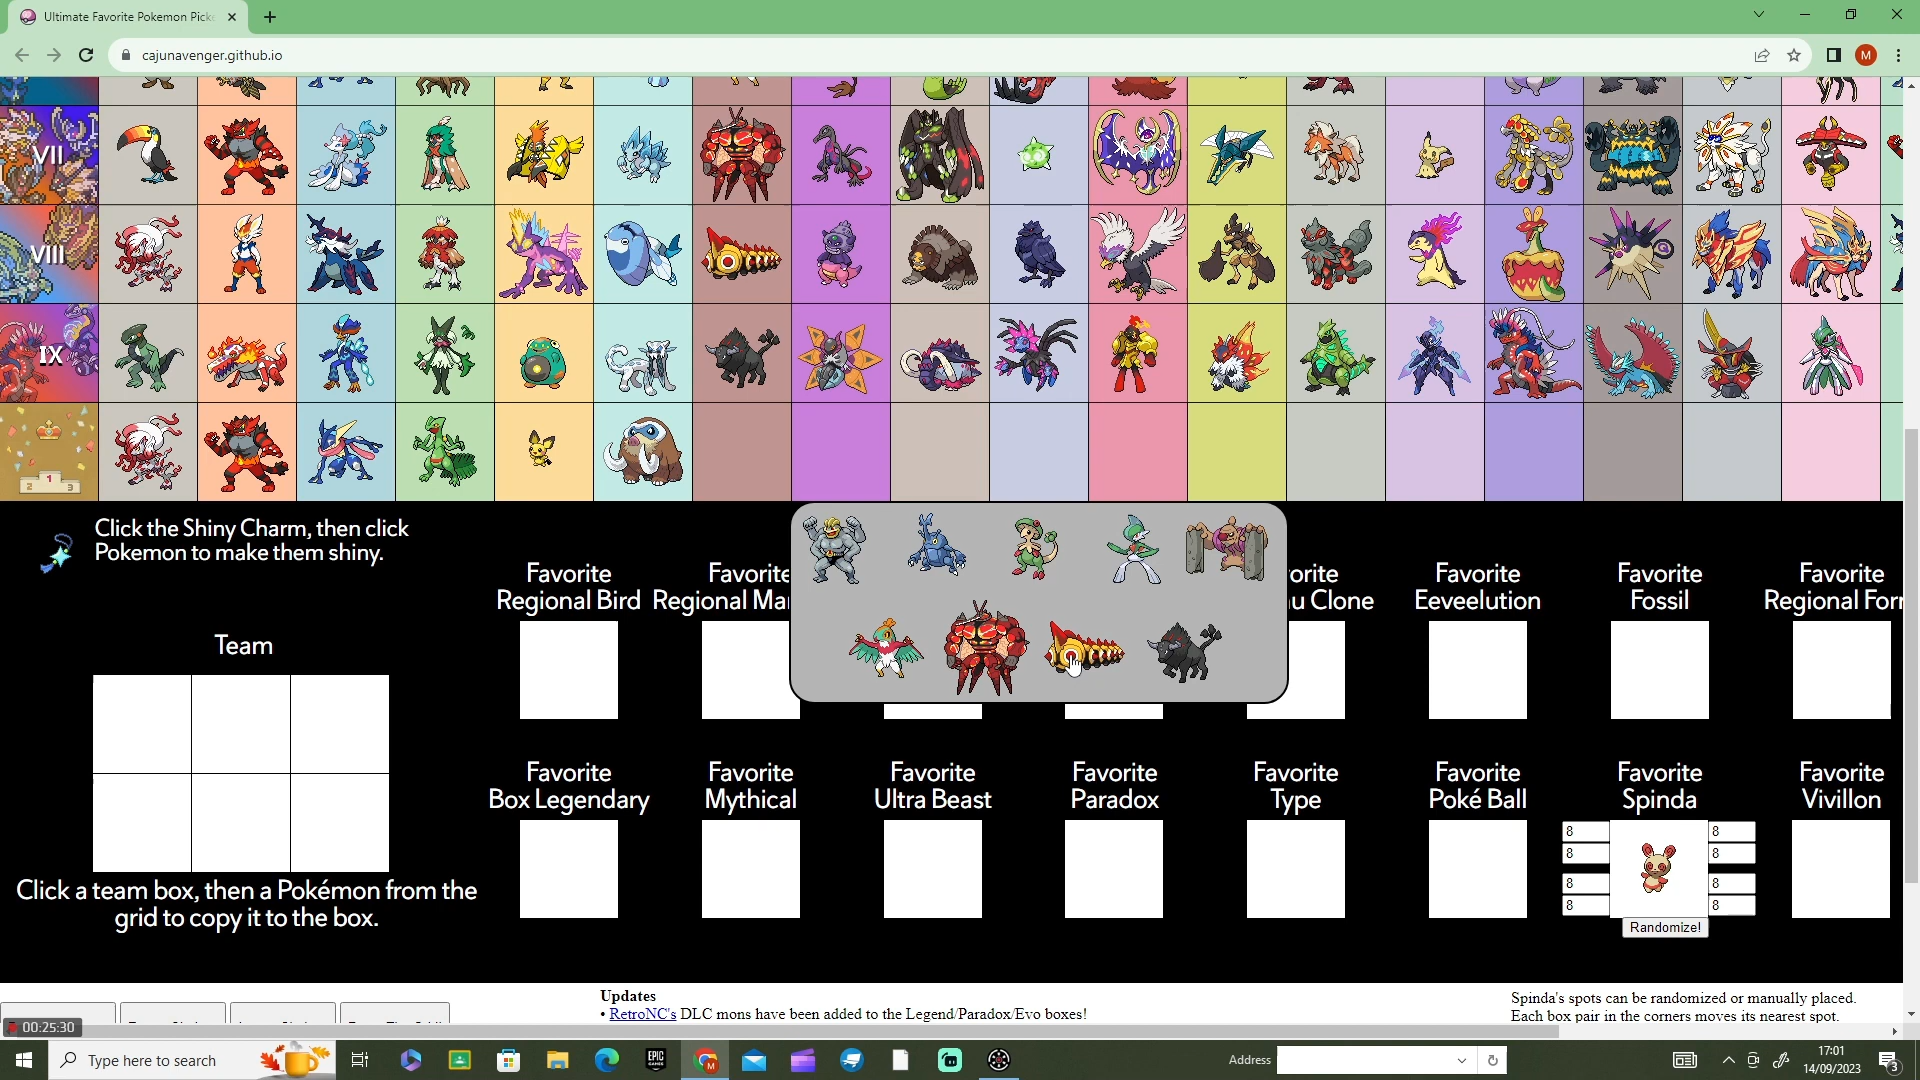 Ultimate Favorite Pokemon Pick
cajunavenger.github.io
M
VII
VIII
IX
1
2
3
Click the Shiny Charm, then click
Pokemon to make them shiny.
Team
Click a team box, then a Pokémon from the
grid to copy it to the box.
Favorite
Regional Bird
Favorite
Favorite
Eeveelution
Favorite
Fossil
Favorite
Favorite
Box Legendary
Favorite
Mythical
Favorite
Ultra Beast
Favorite
Paradox
Favorite
Type
Favorite
Poké Ball
Favorite
Spinda
Favorite
Vivillon
Regional
Clone
Regional
8
8
8
8
8
8
8
8
Randomize!
Updates
• RetroNC's DLC mons have been added to the Legend/Paradox/Evo boxes!
Spinda's spots can be randomized or manually placed.
Each box pair in the corners moves its nearest spot.
00:25:30
Type here to search
EPIC
GAMES
M
Address
17:01
14/09/2023
3